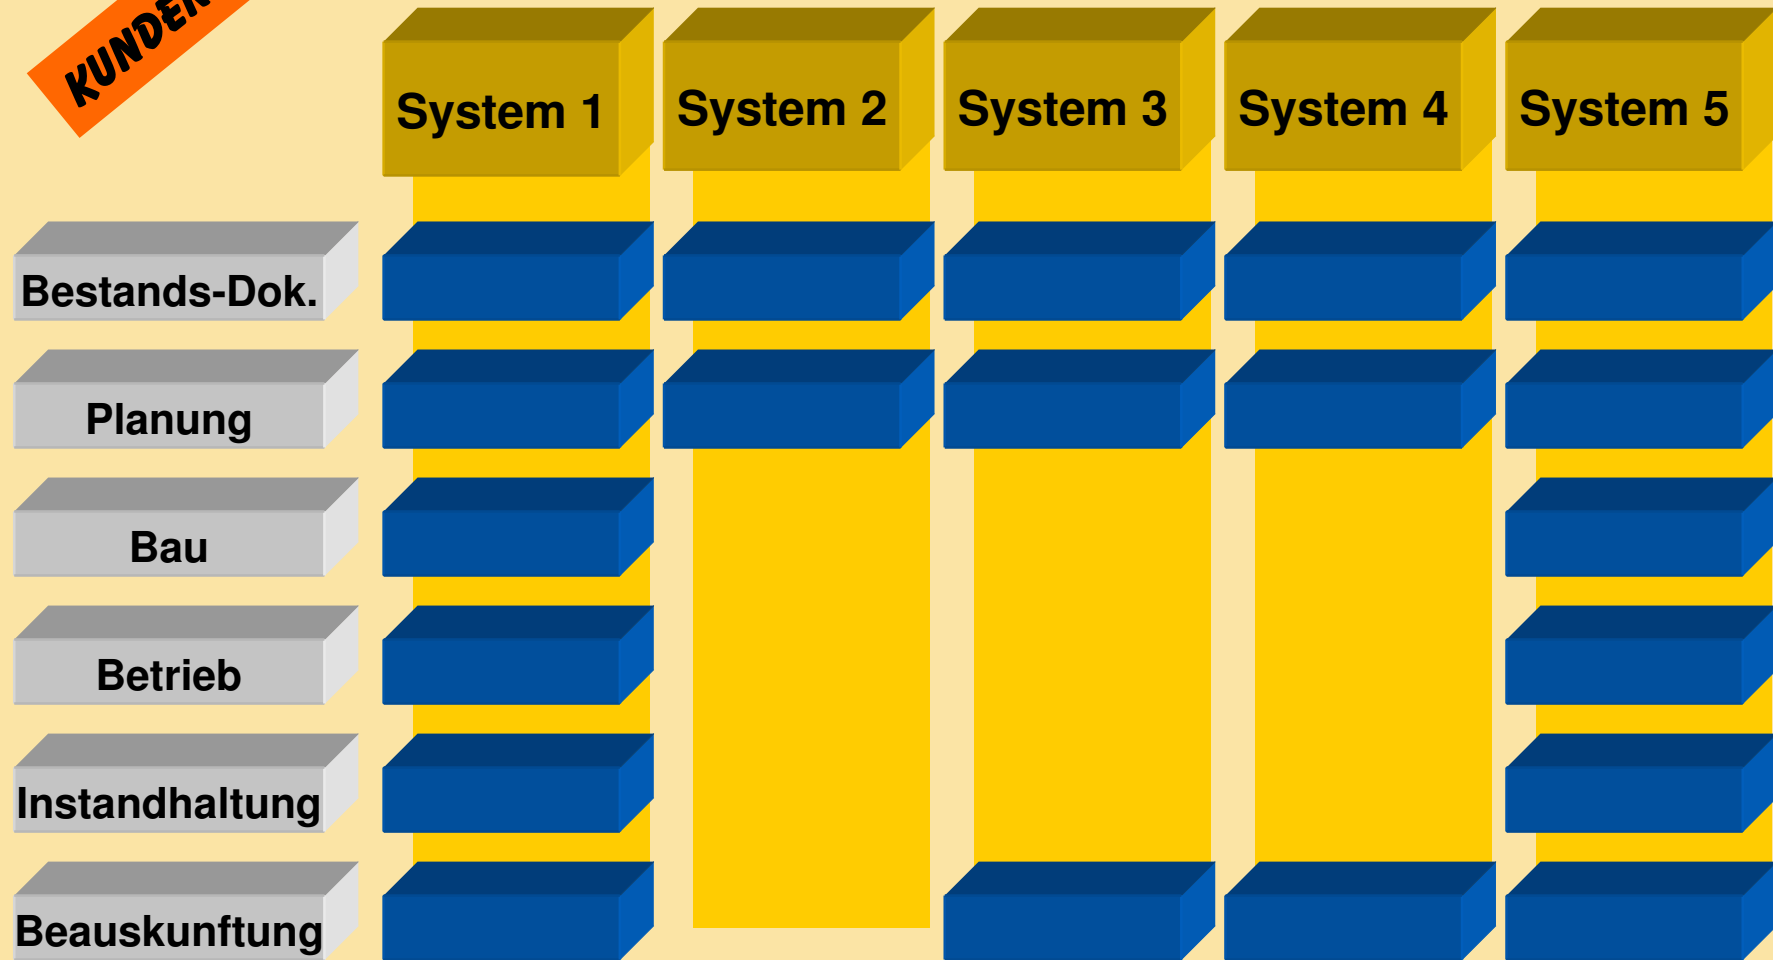 KUNDEN
System 1
System 2
System 3
System 4
System 5
Bestands-Dok.
Planung
Bau
Betrieb
Instandhaltung
Beauskunftung